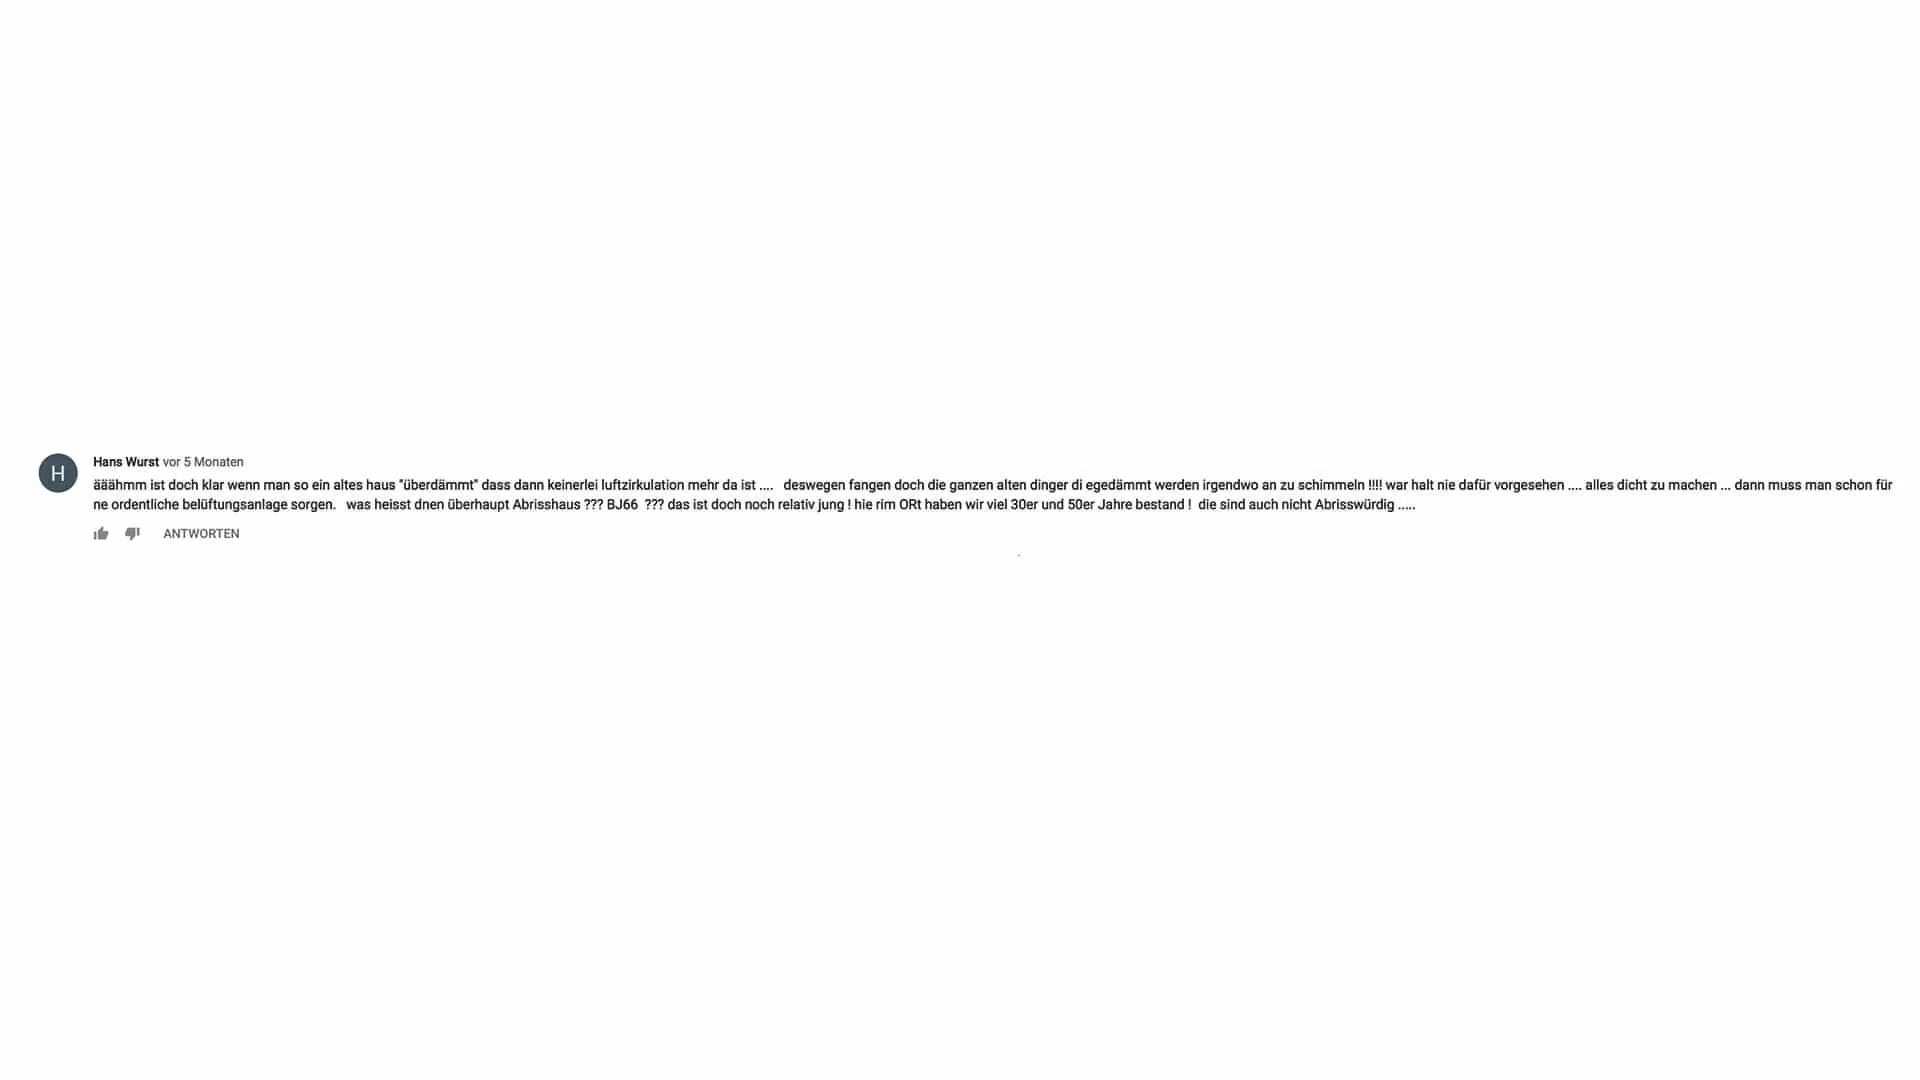 H
Hans Wurst vor 5 Monaten
äääähmm ist doch klar wenn man so ein altes haus "überdämmt" dass dann keinerlei luftzirkulation mehr da ist ....   deswegen fangen doch die ganzen alten dinger di egedämmt werden irgendwo an zu schimmeln !!!! war halt nie dafür vorgesehen .... alles dicht zu machen ... dann muss man schon für
ne ordentliche belüftungsanlage sorgen.   was heisst dnen überhaupt Abrisshaus ??? BJ66  ??? das ist doch noch relativ jung ! hie rim ORt haben wir viel 30er und 50er Jahre bestand !  die sind auch nicht Abrisswürdig .....
ANTWORTEN